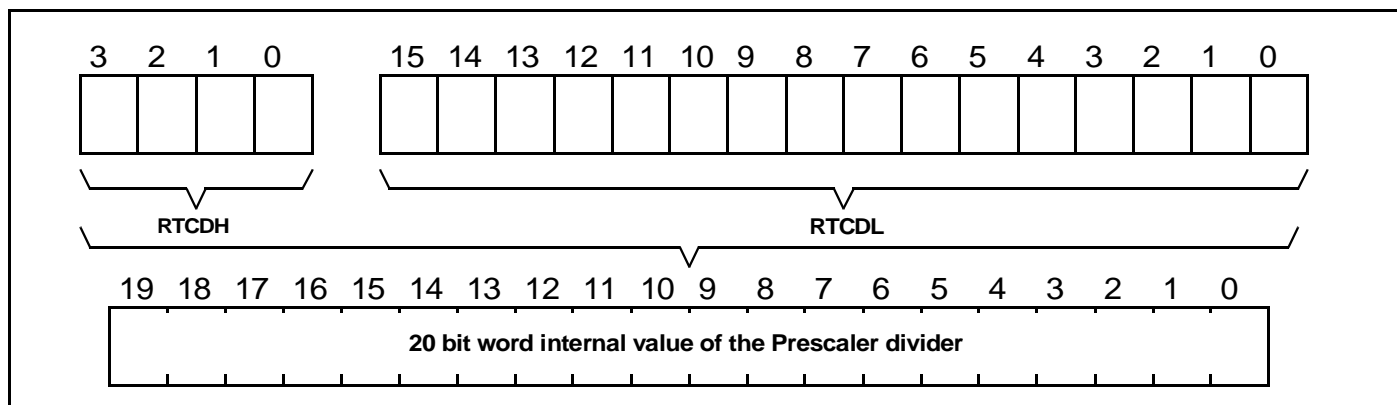 3 2 1 0 15 14 13 12 11 10 9 8 7 6 5 4 3 2 1 0
RTCDH RTCDL
19 18 17 16 15 14 13 12 11 10 9 8 7 6 5 4 3 2 1 0
20 bit word internal value of the Prescaler divider